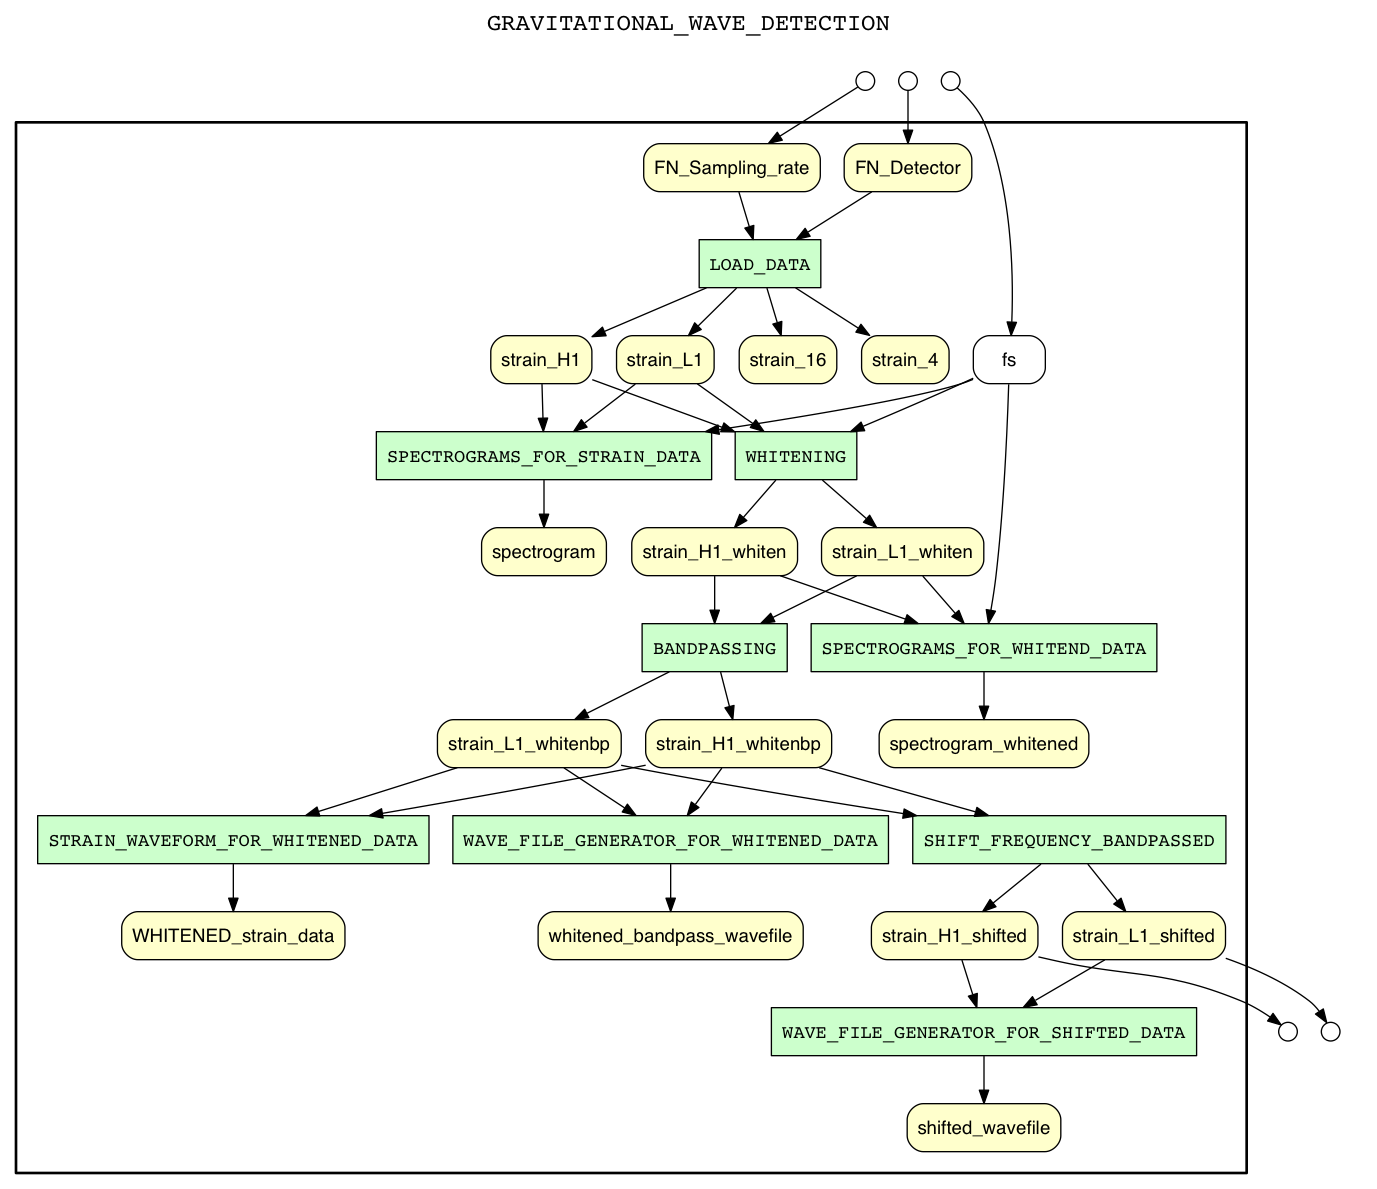 GRAVITATIONAL_WAVE_DETECTION
FN_Sampling_rate
FN_Detector
LOAD_DATA
strain_H1
strain_L1
strain_16
strain_4
fs
SPECTROGRAMS_FOR_STRAIN_DATA
WHITENING
spectrogram
strain_H1_whiten
strain_L1_whiten
BANDPASSING
SPECTROGRAMS_FOR_WHITEND_DATA
strain_L1_whitenbp
strain_H1_whitenbp
spectrogram_whitened
STRAIN_WAVEFORM_FOR_WHITENED_DATA
WAVE_FILE_GENERATOR_FOR_WHITENED_DATA
SHIFT_FREQUENCY_BANDPASSED
WHITENED_strain_data
whitened_bandpass_wavefile
strain_H1_shifted
strain_L1_shifted
WAVE_FILE_GENERATOR_FOR_SHIFTED_DATA
shifted_wavefile